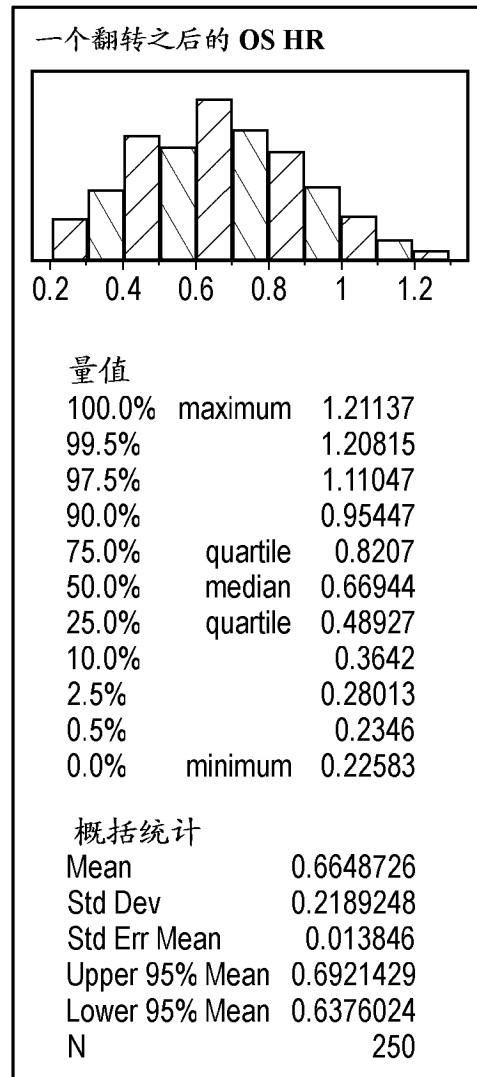 一个翻转之后的 OS HR
0.2 0.4 0.6 0.8 1 1.2
量值
100.0% maximum 1.21137
99.5% 1.20815
97.5% 1.11047
90.0% 0.95447
75.0% quartile 0.8207
50.0% median 0.66944
25.0% quartile 0.48927
10.0% 0.3642
2.5% 0.28013
0.5% 0.2346
0.0% minimum 0.22583
概括统计
Mean 0.6648726
Std Dev 0.2189248
Std Err Mean 0.013846
Upper 95% Mean 0.6921429
Lower 95% Mean 0.6376024
N 250